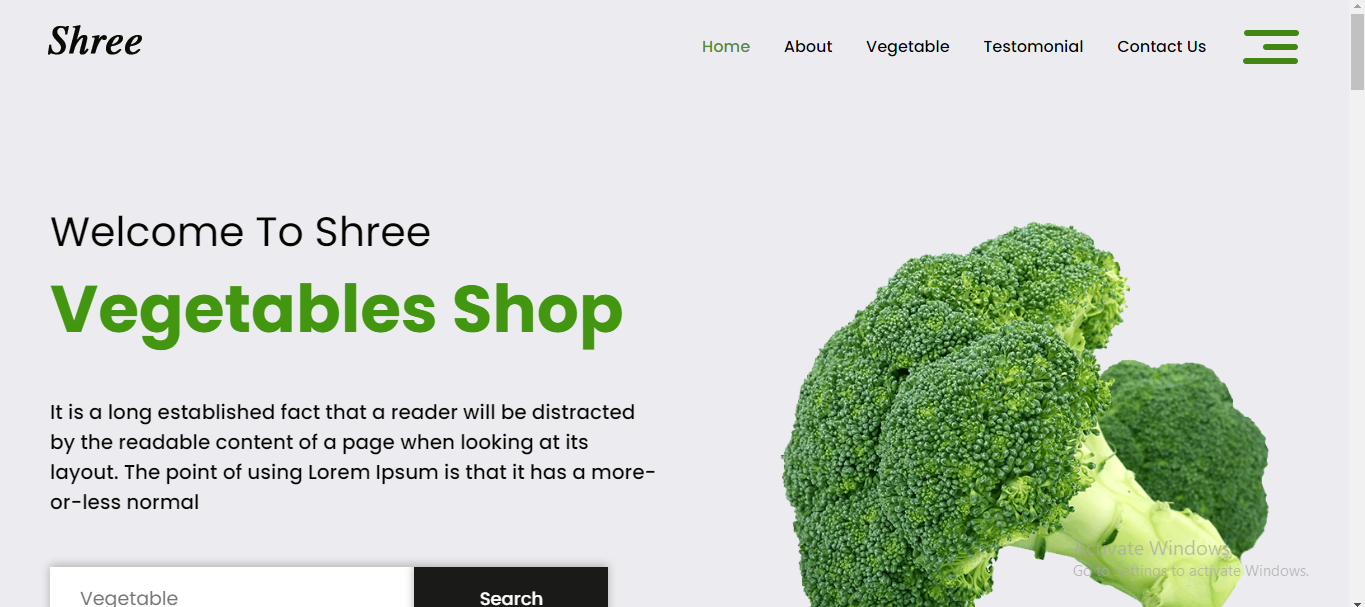 Shree
Home About Vegetable Testomonial Contact Us
Welcome To Shree
Vegetables Shop
It is a long established fact that a reader will be distracted
by the readable content of a page when looking at its
layout. The point of using Lorem Ipsum is that it has a more-
or-less normal
Vegetable
Search
Activate Windows
Go to Settings to activate Windows.